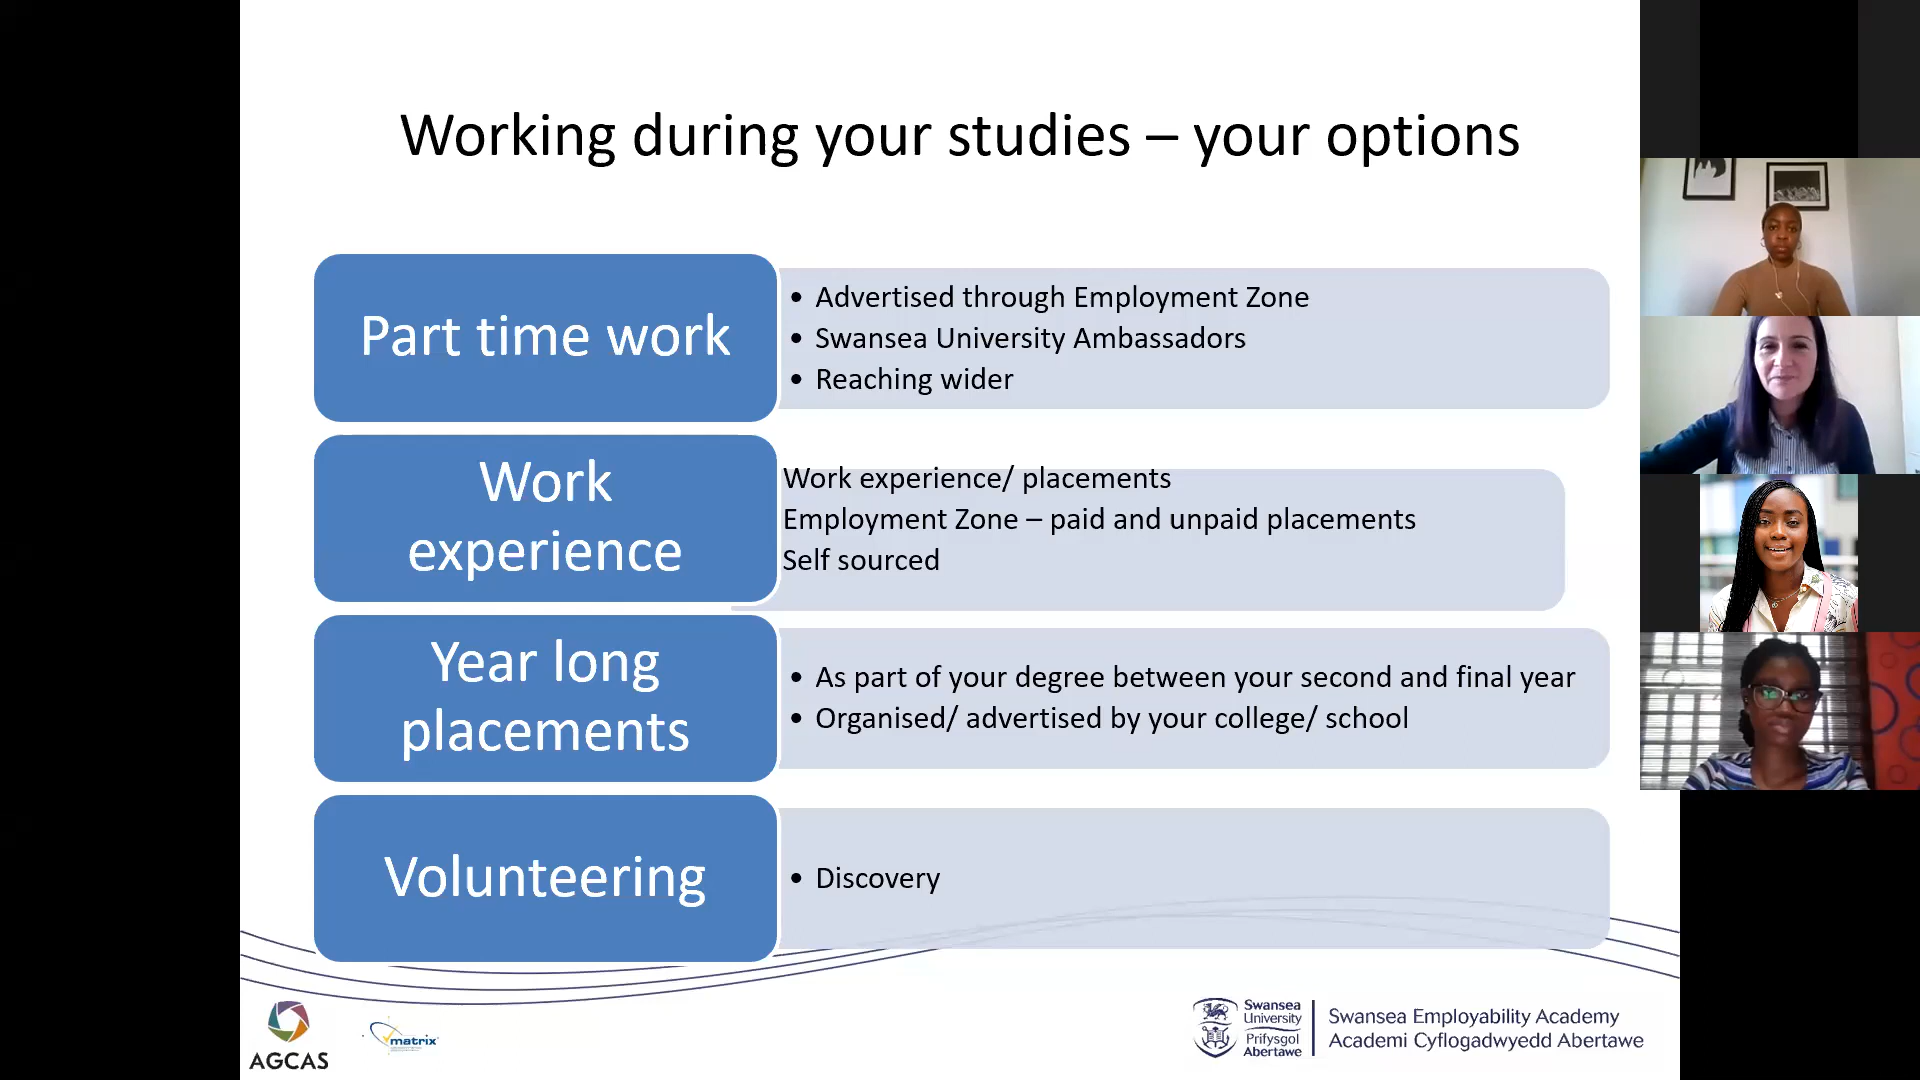 Working during your studies – your options
Part time work
• Advertised through Employment Zone
• Swansea University Ambassadors
• Reaching wider
Work
experience
Work experience/ placements
Employment Zone – paid and unpaid placements
Self sourced
Year long
placements
• As part of your degree between your second and final year
• Organised/ advertised by your college/ school
Volunteering
• Discovery
AGCAS
matrix
Swansea
University
Prifysgol
Abertawe
Swansea Employability Academy
Academi Cyflogadwyedd Abertawe